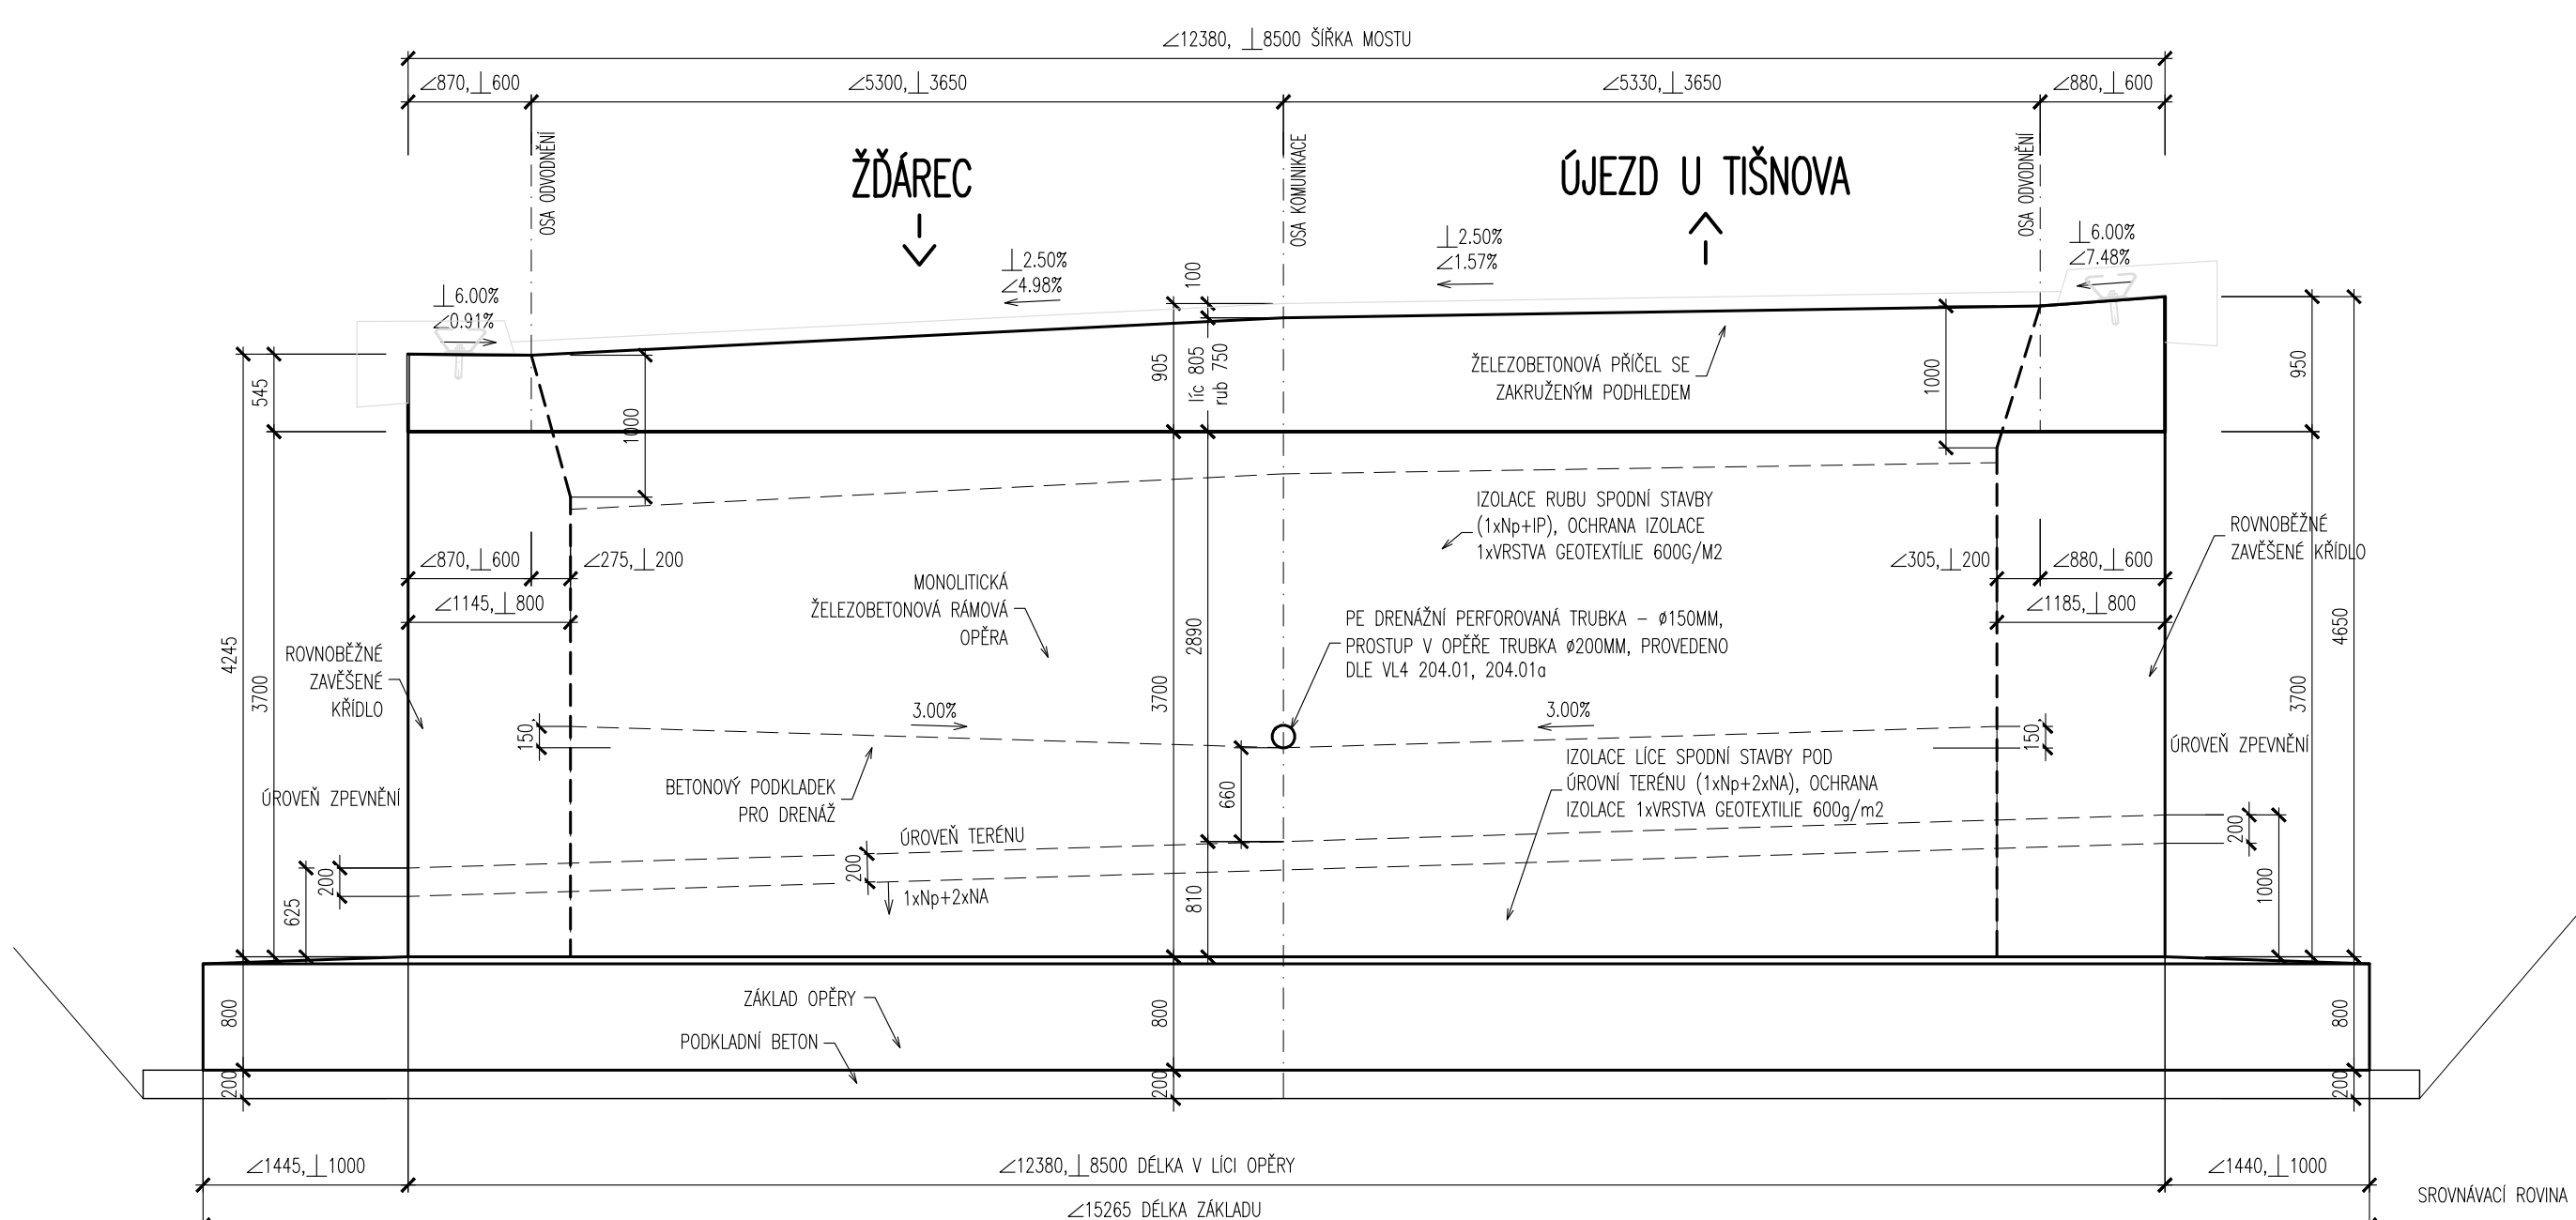 ∠12380, ⊥8500 ŠÍŘKA MOSTU
∠870,⊥600
∠5300,⊥3650
∠5330,⊥3650
∠880,⊥600
OSA ODVODNĚNÍ
ŽĎÁREC
OSA KOMUNIKACE
ÚJEZD U TIŠNOVA
OSA ODVODNĚNÍ
⊥6.00%
∠0.91%
⊥2.50%
∠4.98%
100
⊥2.50%
∠1.57%
⊥6.00%
∠7.48%
545
1000
905
líc 805
rub 750
ŽELEZOBETONOVÁ PŘÍČEL SE
ZAKRUŽENÝM PODHLEDEM
1000
950
IZOLACE RUBU SPODNÍ STAVBY
(1xNp+IP), OCHRANA IZOLACE
1xVRSTVA GEOTEXTÍLIE 600G/M2
ROVNOBĚŽNÉ
ZAVĚŠENÉ KŘÍDLO
∠870,⊥600
∠275,⊥200
∠1145,⊥800
MONOLITICKÁ
ŽELEZOBETONOVÁ RÁMOVÁ
OPĚRA
∠305,⊥200
∠880,⊥600
∠1185,⊥800
PE DRENÁŽNÍ PERFOROVANÁ TRUBKA – ø150MM,
PROSTUP V OPĚŘE TRUBKA ø200MM, PROVEDENO
DLE VL4 204.01, 204.01a
4245
3700
ROVNOBĚŽNÉ
ZAVĚŠENÉ
KŘÍDLO
3700
2890
3700
4650
150
3.00%
3.00%
150
ÚROVEŇ ZPEVNĚNÍ
BETONOVÝ PODKLADEK
PRO DRENÁŽ
660
IZOLACE LÍCE SPODNÍ STAVBY POD
ÚROVNÍ TERÉNU (1xNp+2xNA), OCHRANA
IZOLACE 1xVRSTVA GEOTEXTILIE 600g/m2
ÚROVEŇ ZPEVNĚNÍ
ÚROVEŇ TERÉNU
200
625
200
1xNp+2xNA
810
200
1000
800
ZÁKLAD OPĚRY
PODKLADNÍ BETON
800
800
200
200
200
∠1445,⊥1000
∠12380,⊥8500 DÉLKA V LÍCI OPĚRY
∠1440,⊥1000
∠15265 DÉLKA ZÁKLADU
SROVNÁVACÍ ROVINA